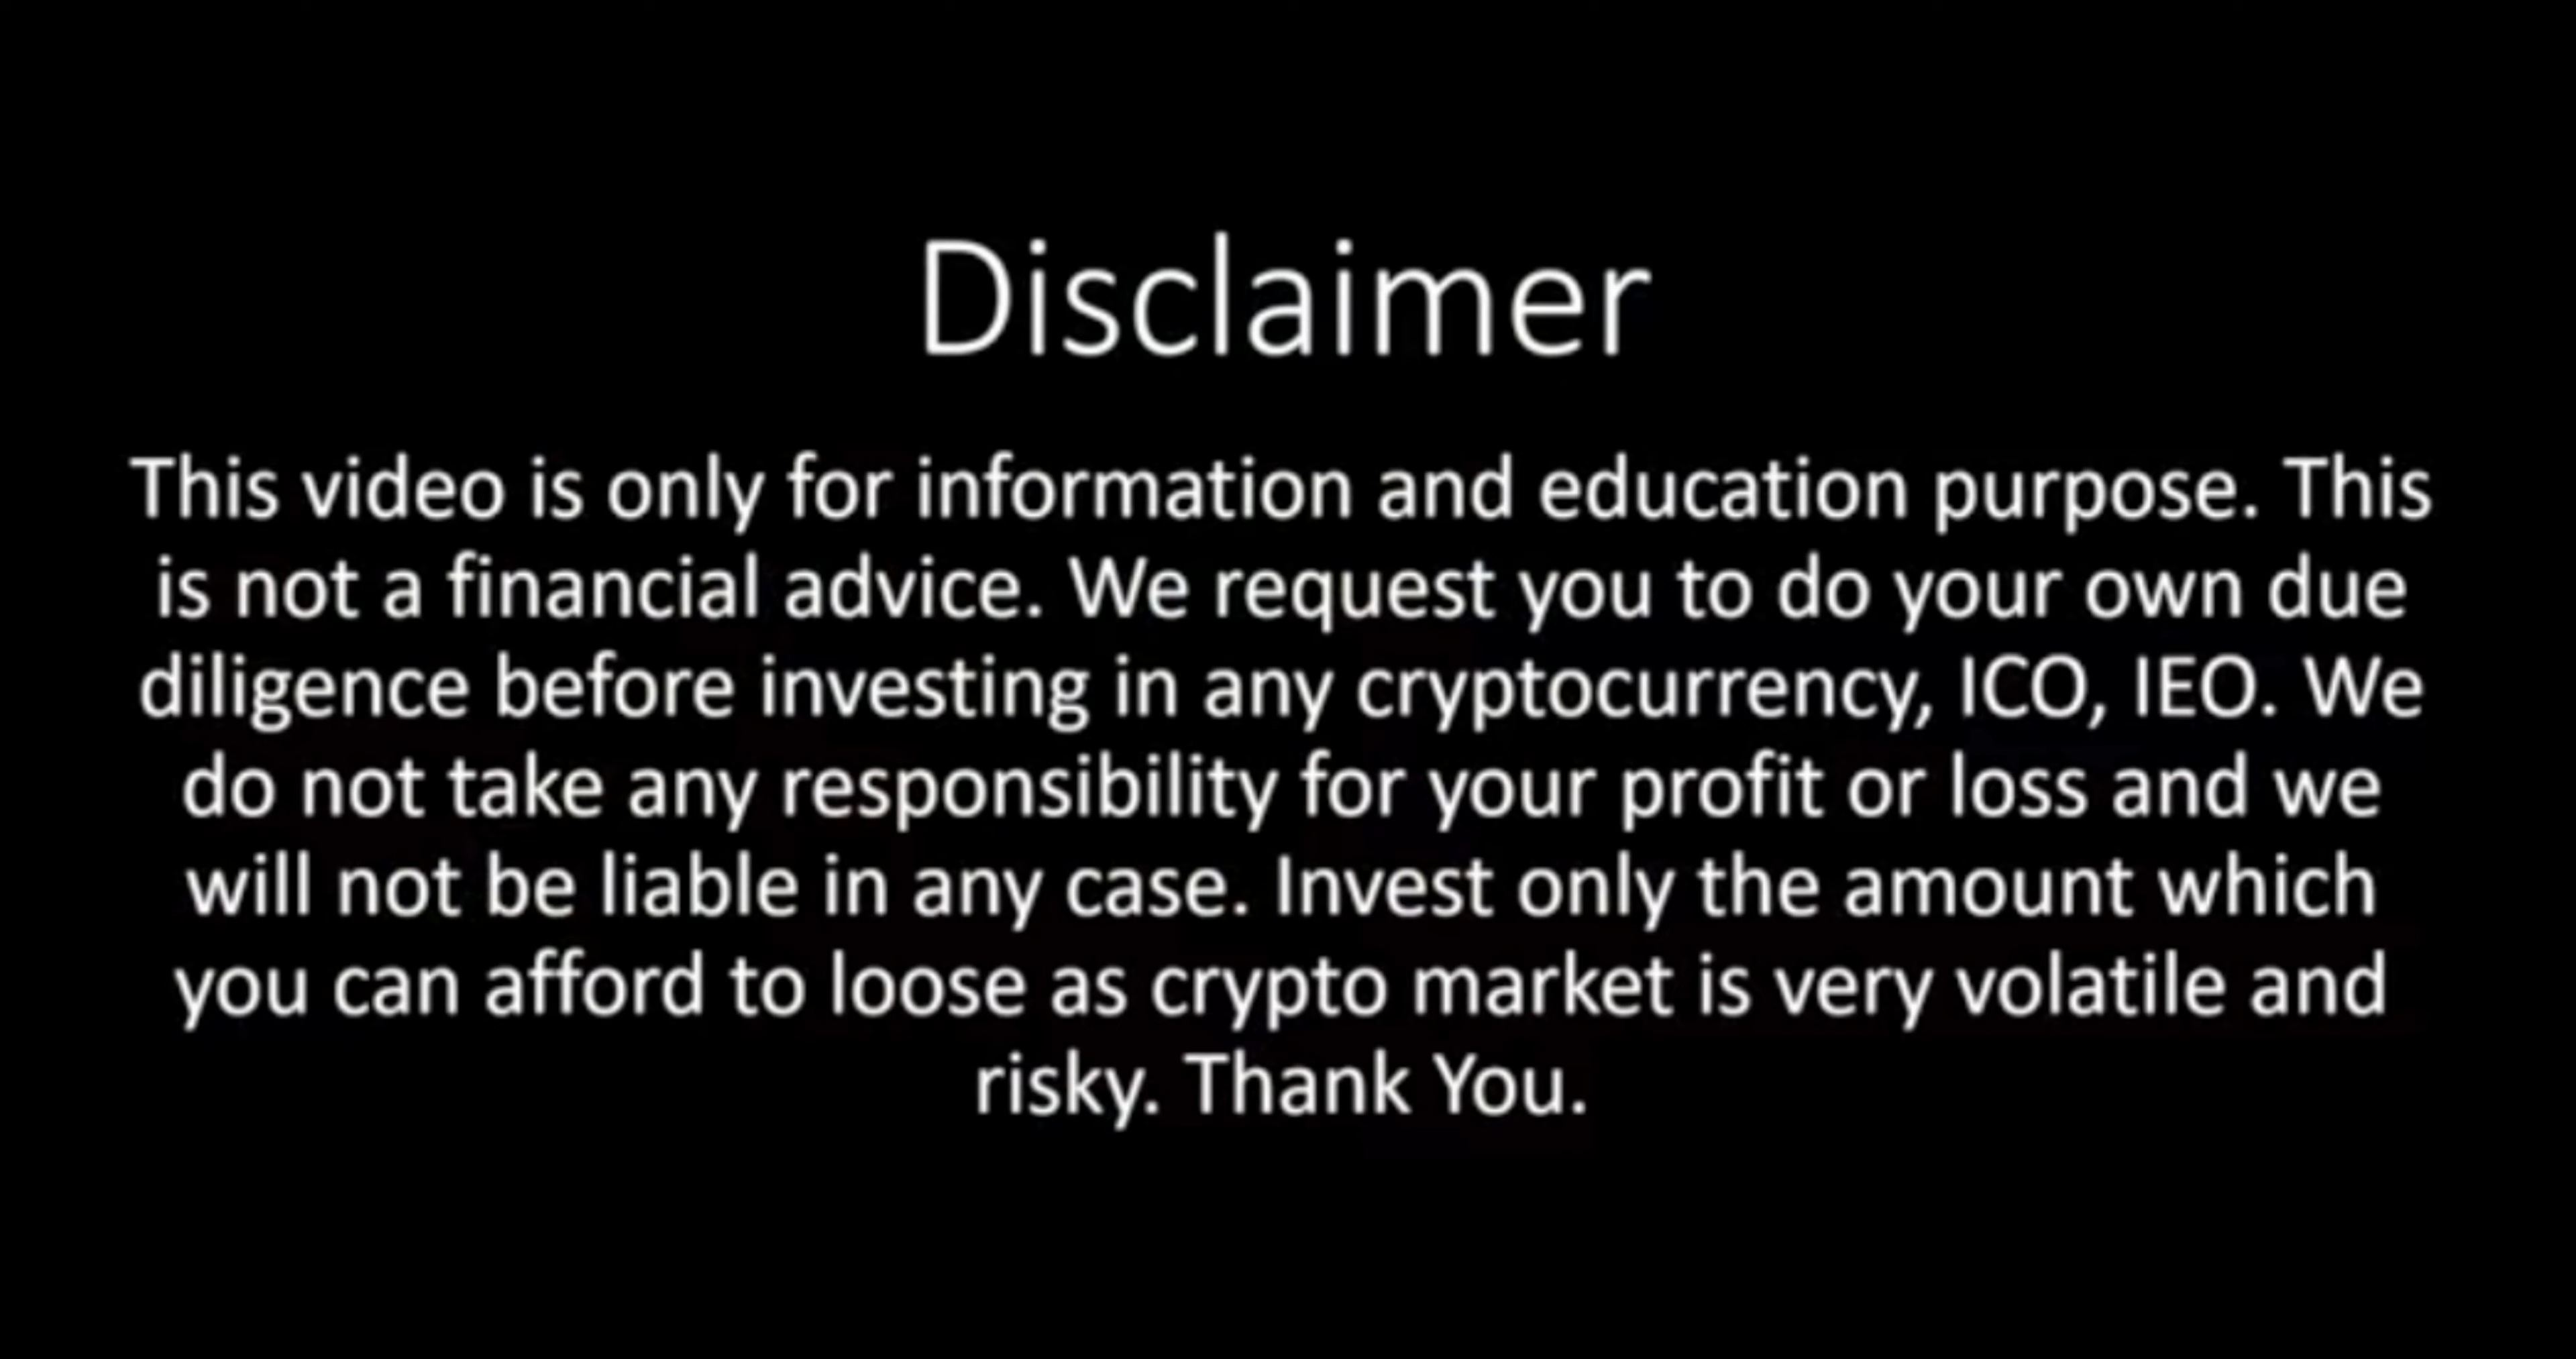 Disclaimer
This video is only for information and education purpose. This
is not a financial advice. We request you to do your own due
diligence before investing in any cryptocurrency, ICO, IEO. We
do not take any responsibility for your profit or loss and we
will not be liable in any case. Invest only the amount which
you can afford to loose as crypto market is very volatile and
risky. Thank You.